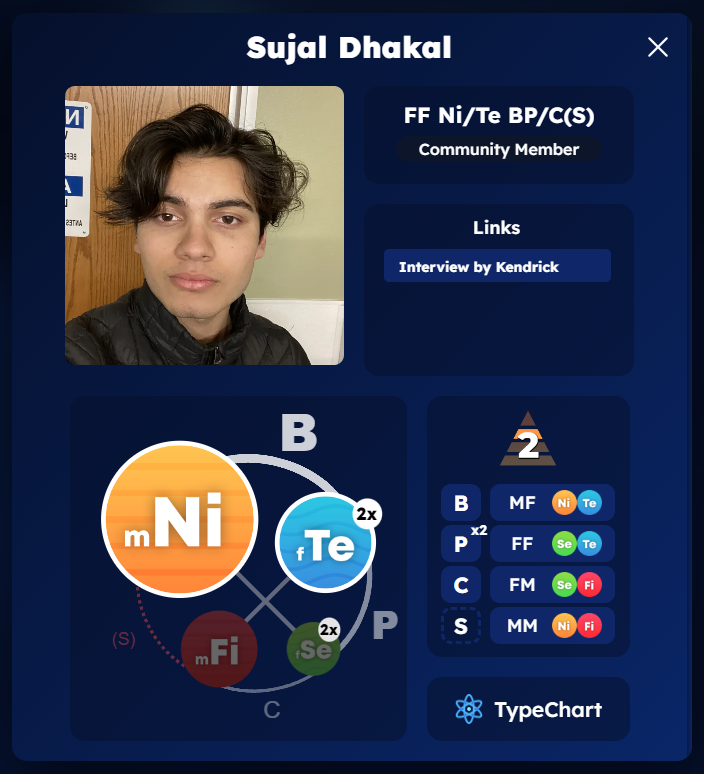 Sujal Dhakal
FF Ni/Te BP/C(S)
Community Member
Links
Interview by Kendrick
B
mNi
fTe
2x
P
(S)
mFi
fSe
2x
C
2
B MF Ni Te
P x2 FF Se Te
C FM Se Fi
S MM Ni Fi
TypeChart